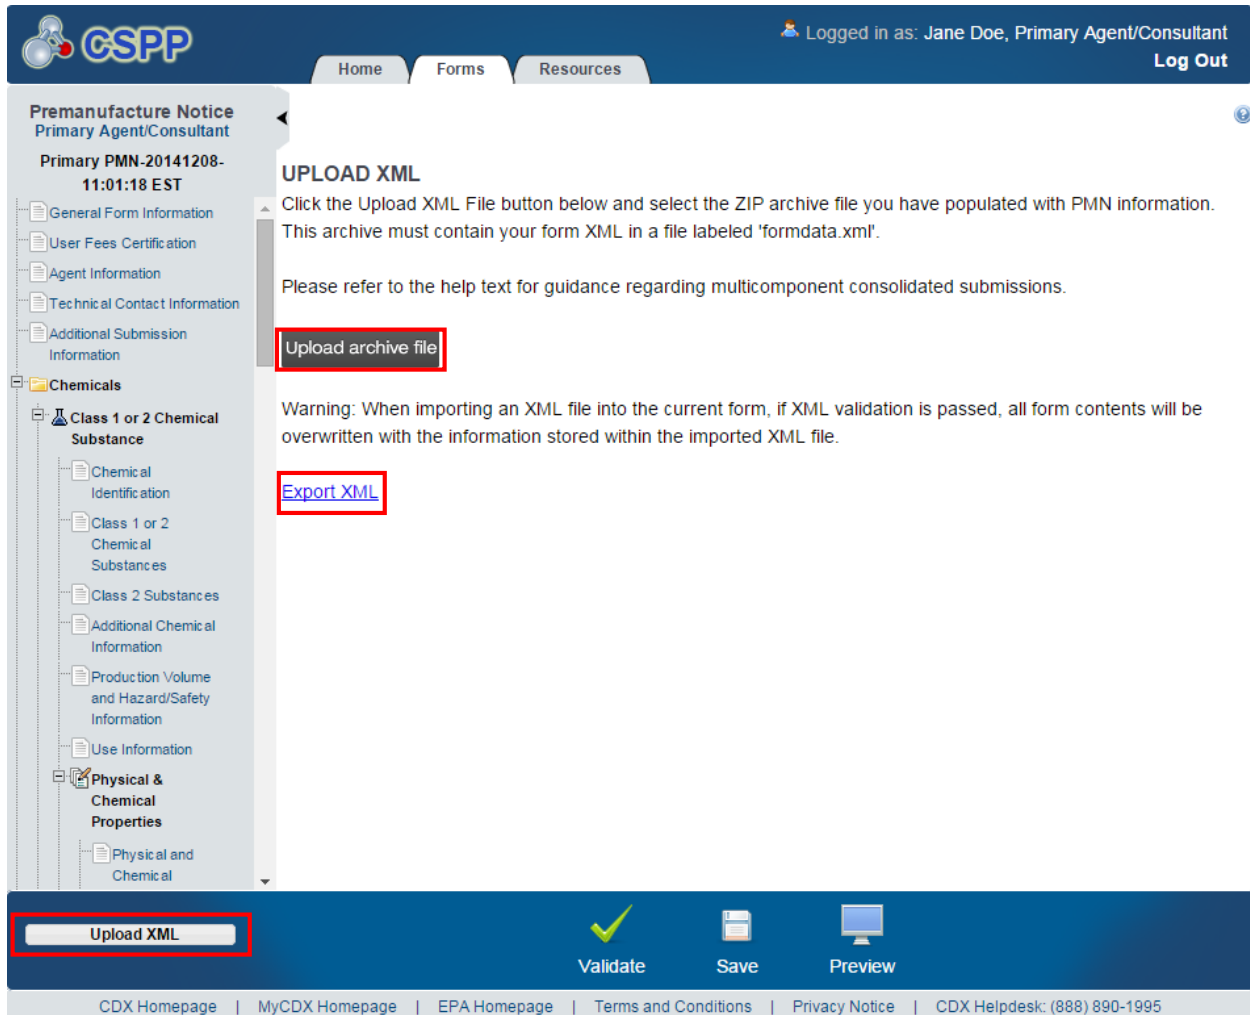 CSPP
Logged in as: Jane Doe, Primary Agent/Consultant
Log Out
Home
Forms
Resources
Premanufacture Notice
Primary Agent/Consultant
Primary PMN-20141208-
11:01:18 EST
General Form Information
User Fees Certification
Agent Information
Technical Contact Information
Additional Submission
Information
Chemicals
Class 1 or 2 Chemical
Substance
Chemical
Identification
Class 1 or 2
Chemical
Substances
Class 2 Substances
Additional Chemical
Information
Production Volume
and Hazard/Safety
Information
Use Information
Physical &
Chemical
Properties
Physical and
Chemical
UPLOAD XML
Click the Upload XML File button below and select the ZIP archive file you have populated with PMN information.
This archive must contain your form XML in a file labeled 'formdata.xml'.
Please refer to the help text for guidance regarding multicomponent consolidated submissions.
Upload archive file
Warning: When importing an XML file into the current form, if XML validation is passed, all form contents will be
overwritten with the information stored within the imported XML file.
Export XML
Upload XML
Validate
Save
Preview
CDX Homepage | MyCDX Homepage | EPA Homepage | Terms and Conditions | Privacy Notice | CDX Helpdesk: (888) 890-1995